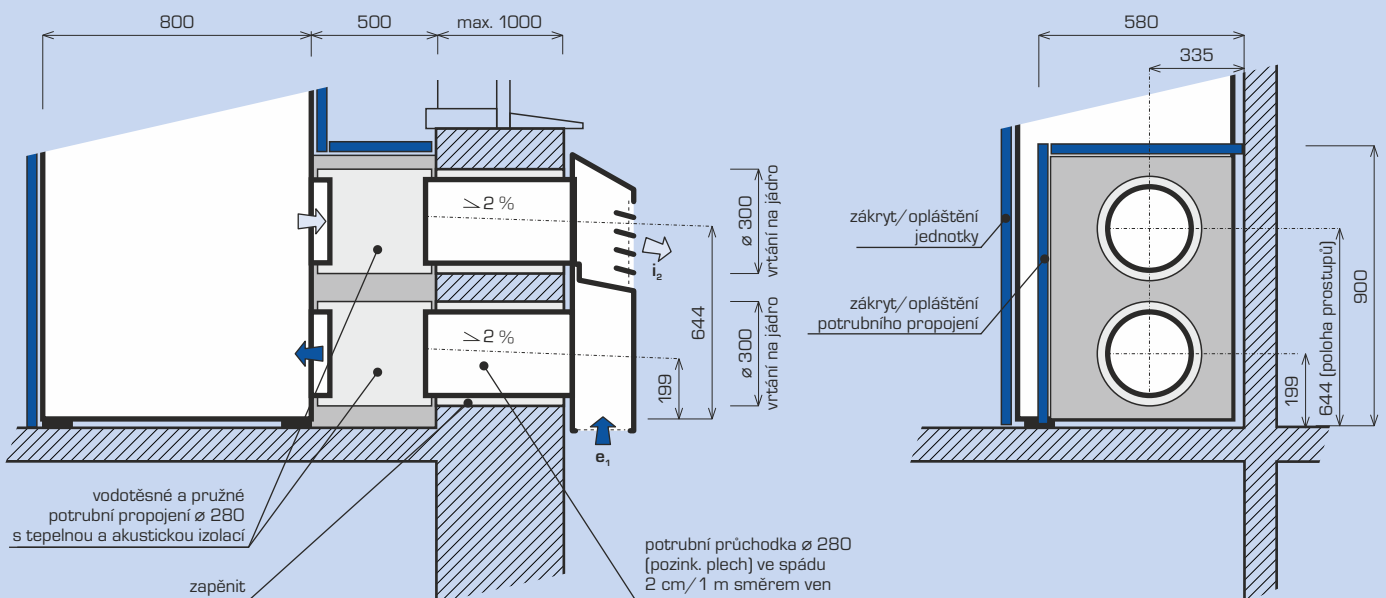 800
500
max. 1000
580
335
2 %
ø 300
vrtání na jádro
i₂
644
2 %
199
ø 300
vrtání na jádro
e₁
zákryt/opláštění
jednotky
zákryt/opláštění
potrubního propojení
900
644 (poloha prostupů)
199
vodotěsné a pružné
potrubní propojení ø 280
s tepelnou a akustickou izolací
zapěnit
potrubní průchodka ø 280
(pozink. plech) ve spádu
2 cm/1 m směrem ven